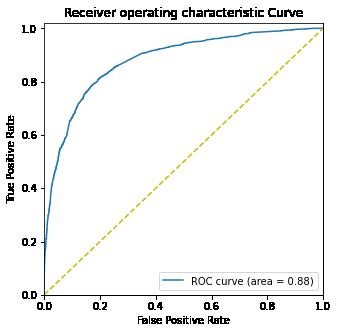 Receiver operating characteristic Curve
True Positive Rate
1.0
0.8
0.6
0.4
0.2
0.0
0.0 0.2 0.4 0.6 0.8 1.0
False Positive Rate
ROC curve (area = 0.88)